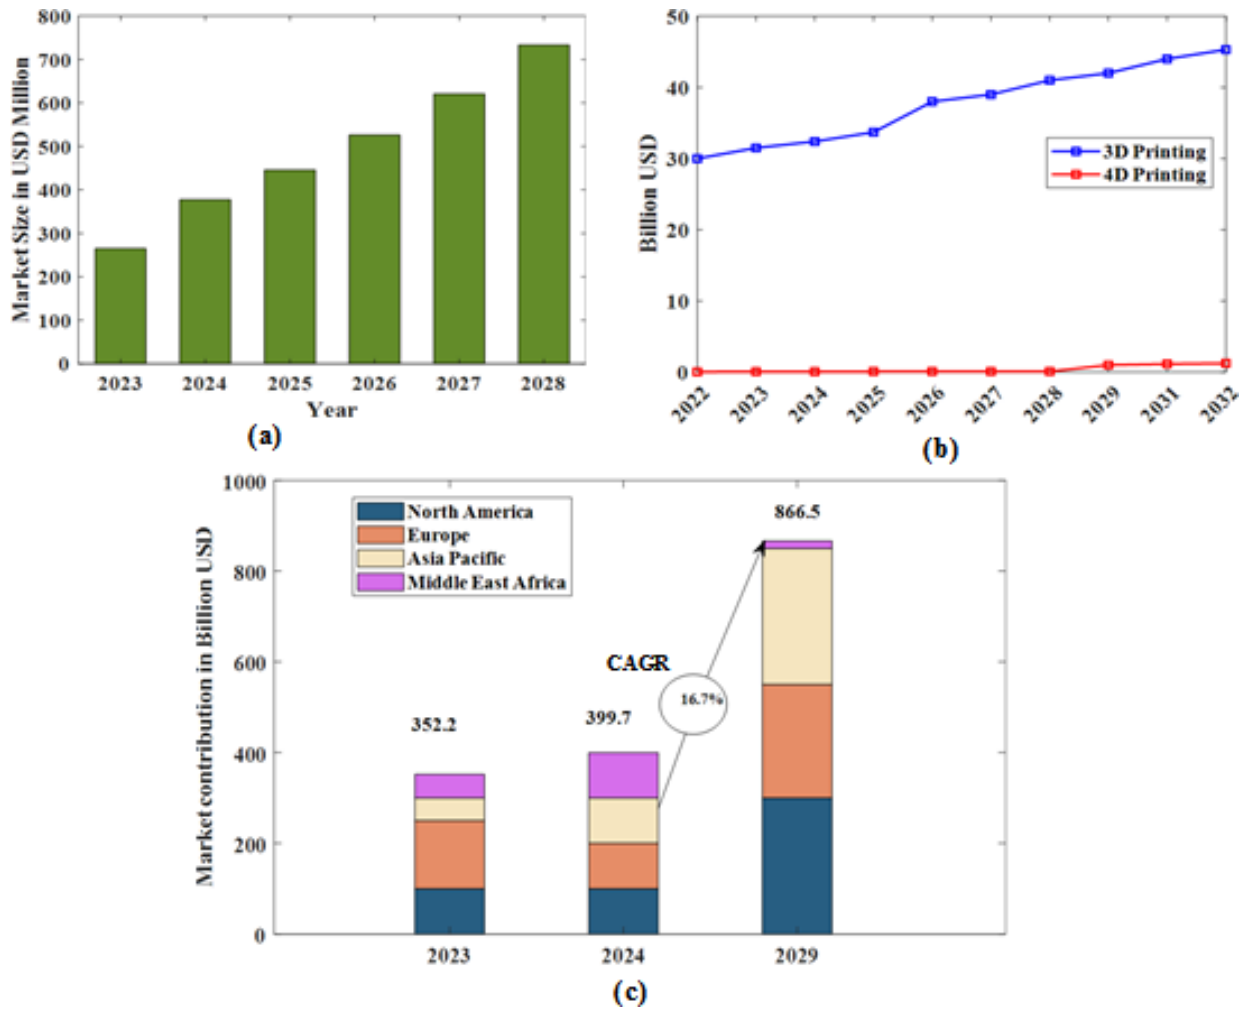 800
700
600
500
400
300
200
100
0
Market Size in USD Million
2023 2024 2025 2026 2027 2028
Year
(a)
50
40
30
20
10
0
Billion USD
3D Printing
4D Printing
2022 2023 2024 2025 2026 2027 2028 2029 2031 2032
(b)
1000
800
600
400
200
0
Market contribution in Billion USD
North America
Europe
Asia Pacific
Middle East Africa
866.5
CAGR
16.7%
352.2
399.7
2023 2024 2029
(c)